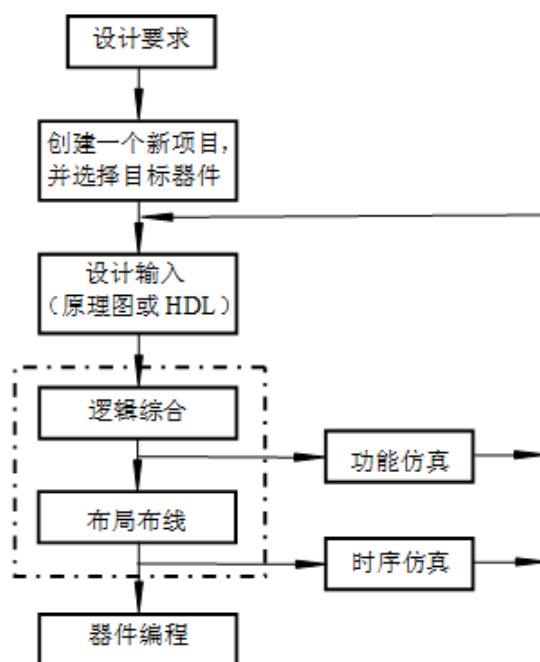 设计要求
创建一个新项目,
并选择目标器件
设计输入
（原理图或 HDL）
逻辑综合
功能仿真
布局布线
时序仿真
器件编程